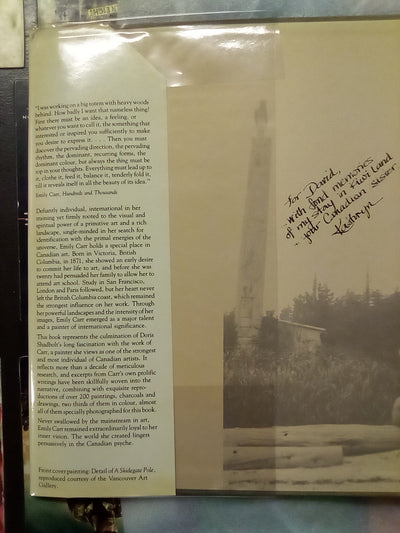 "I was working on a big totem with heavy woods
behind. How badly I want that nameless thing!
First there must be an idea, a feeling, or
whatever you want to call it, the something that
interested or inspired you sufficiently to make
you desire to express it. . . . Then you must
discover the pervading direction, the pervading
rhythm, the dominant, recurring forms, the
dominant colour, but always the thing must be
top in your thoughts. Everything must lead up to
it, clothe it, feed it, balance it, tenderly fold it,
till it reveals itself in all the beauty of its idea."
Emily Carr, Hundreds and Thousands
Defiantly individual, international in her
training yet firmly rooted to the visual and
spiritual power of a primitive art and a rich
landscape, single-minded in her search for
identification with the primal energies of the
universe, Emily Carr holds a special place in
Canadian art. Born in Victoria, British
Columbia, in 1871, she showed an early desire
to commit her life to art, and before she was
twenty had persuaded her family to allow her to
attend art school. Study in San Francisco,
London and Paris followed, but her heart never
left the British Columbia coast, which remained
the strongest influence on her work. Through
her powerful landscapes and the intensity of her
images, Emily Carr emerged as a major talent
and a painter of international significance.
This book represents the culmination of Doris
Shadbolt's long fascination with the work of
Carr, a painter she views as one of the strongest
and most individual of Canadian artists. It
reflects more than a decade of meticulous
research, and excerpts from Carr's own prolific
writings have been skillfully woven into the
narrative, combining with exquisite repro-
ductions of over 200 paintings, charcoals and
drawings, two thirds of them in colour, almost
all of them specially photographed for this book.
Never swallowed by the mainstream in art,
Emily Carr remained extraordinarily loyal to her
inner vision. The world she created lingers
persuasively in the Canadian psyche.
Front cover painting: Detail of A Skidegate Pole,
reproduced courtesy of the Vancouver Art
Gallery.
For David
with fond memories
of my stay in Kiwi land
- your Canadian sister
Kathryn